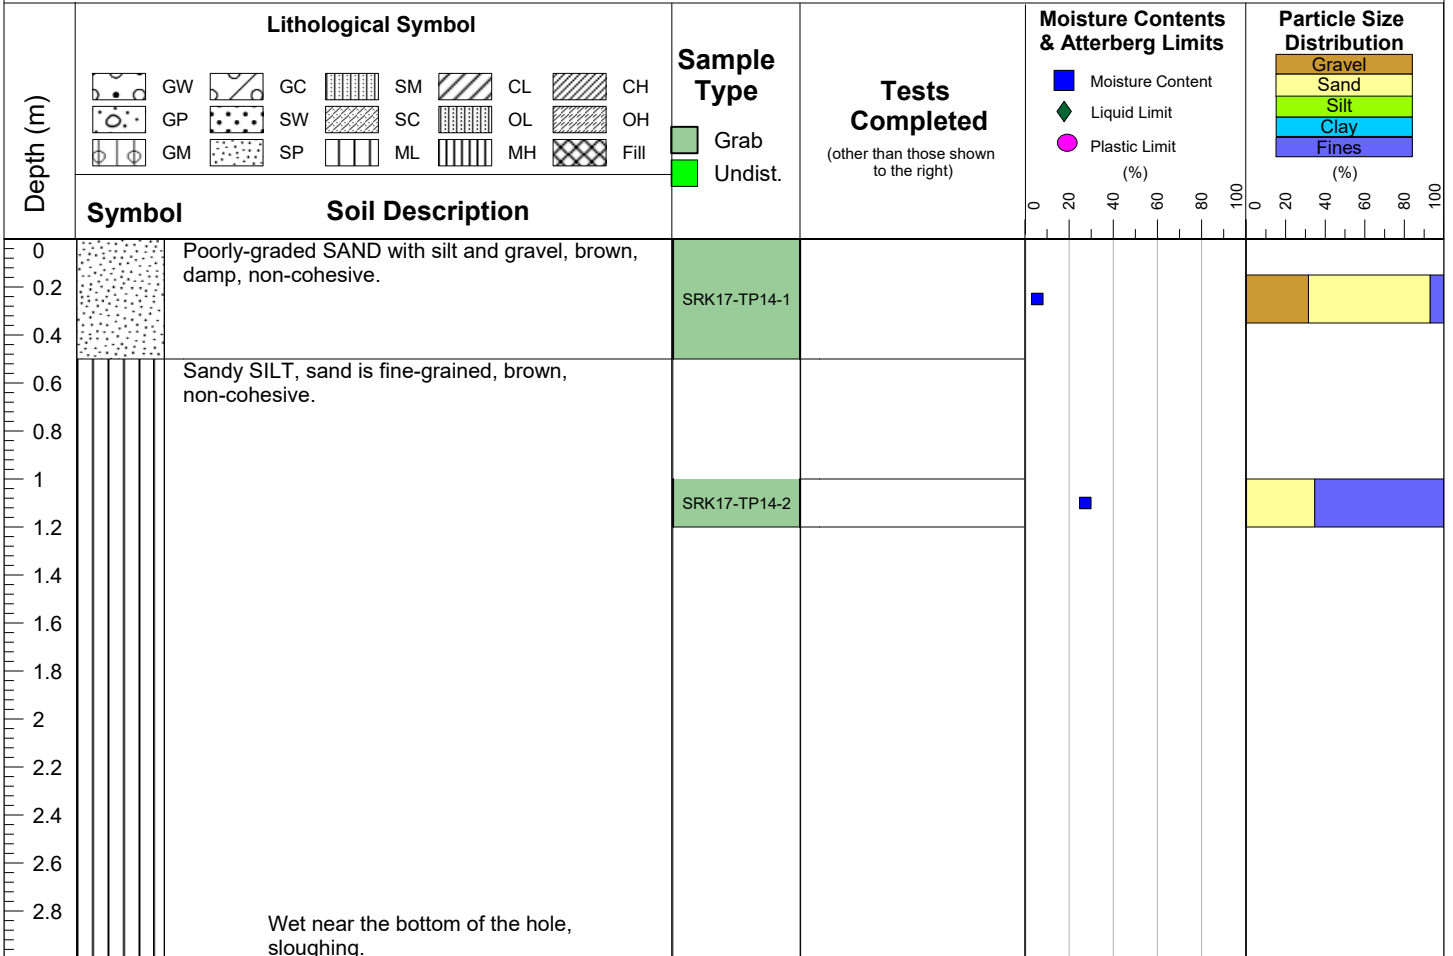 Lithological Symbol
GW GC SM CL CH
GP SW SC OL OH
GM SP ML MH Fill
Depth (m)
Symbol Soil Description
Sample
Type
Grab
Undist.
Tests
Completed
(other than those shown
to the right)
Moisture Contents
& Atterberg Limits
Moisture Content
Liquid Limit
Plastic Limit
(%)
0 20 40 60 80 100
Particle Size
Distribution
Gravel
Sand
Silt
Clay
Fines
(%)
0 20 40 60 80 100
0
0.2
0.4
0.6
0.8
1
1.2
1.4
1.6
1.8
2
2.2
2.4
2.6
2.8
Poorly-graded SAND with silt and gravel, brown,
damp, non-cohesive.
SRK17-TP14-1
Sandy SILT, sand is fine-grained, brown,
non-cohesive.
SRK17-TP14-2
Wet near the bottom of the hole,
sloughing.